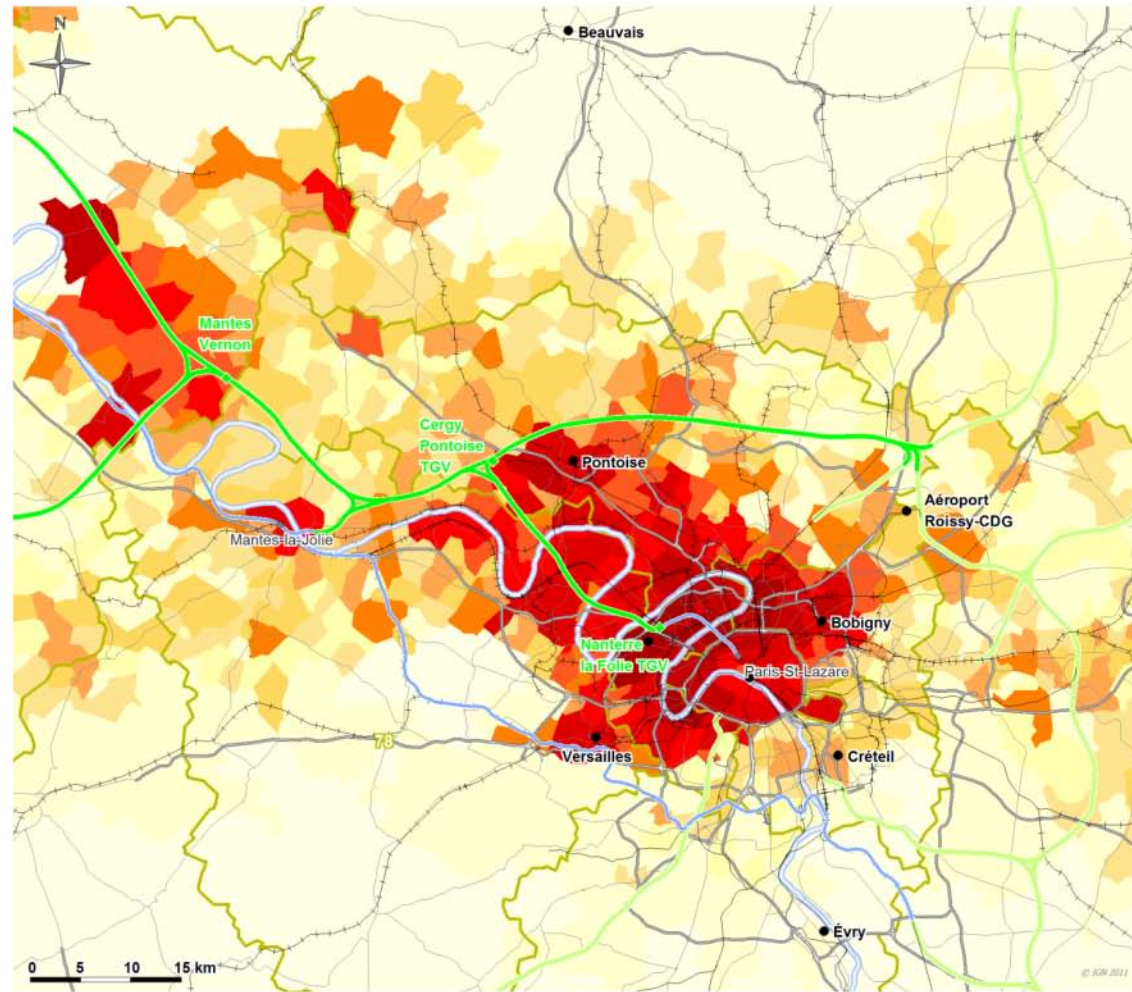 N
Beauvais
Mantes
Vernon
Cergy
Pontoise
TGV
Pontoise
Aéroport
Roissy-CDG
Mantes-la-Jolie
Bobigny
Nanterre
la Folie TGV
Paris-St-Lazare
78
Versailles
Créteil
Évry
0 5 10 15 km
© IGN 2011